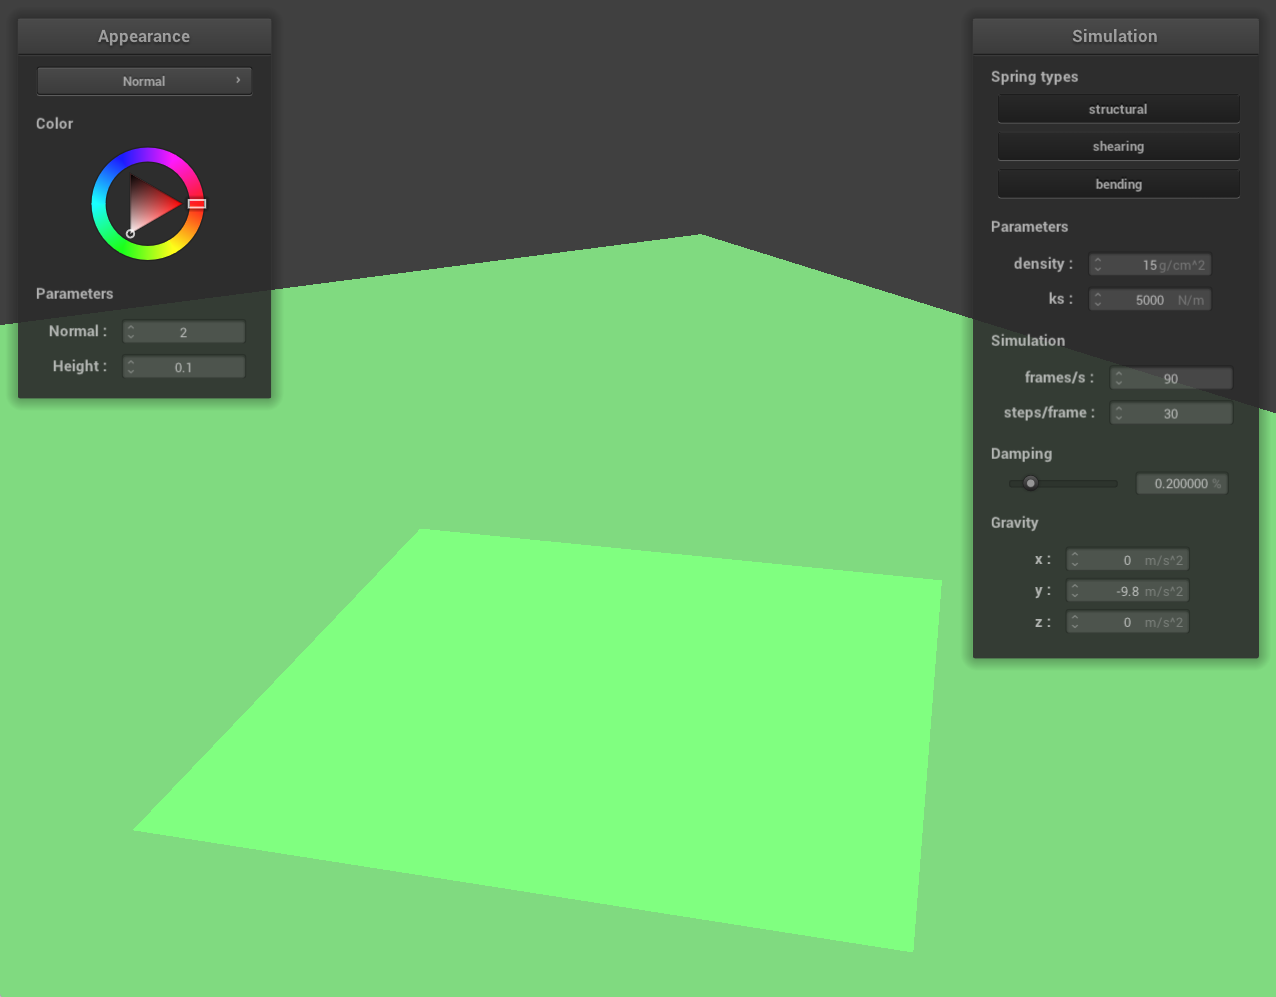 Appearance
Normal
Color
Parameters
Normal : 2
Height : 0.1
Simulation
Spring types
structural
shearing
bending
Parameters
density : 15 g/cm^2
ks : 5000 N/m
Simulation
frames/s : 90
steps/frame : 30
Damping
0.200000 %
Gravity
x : 0 m/s^2
y : -9.8 m/s^2
z : 0 m/s^2